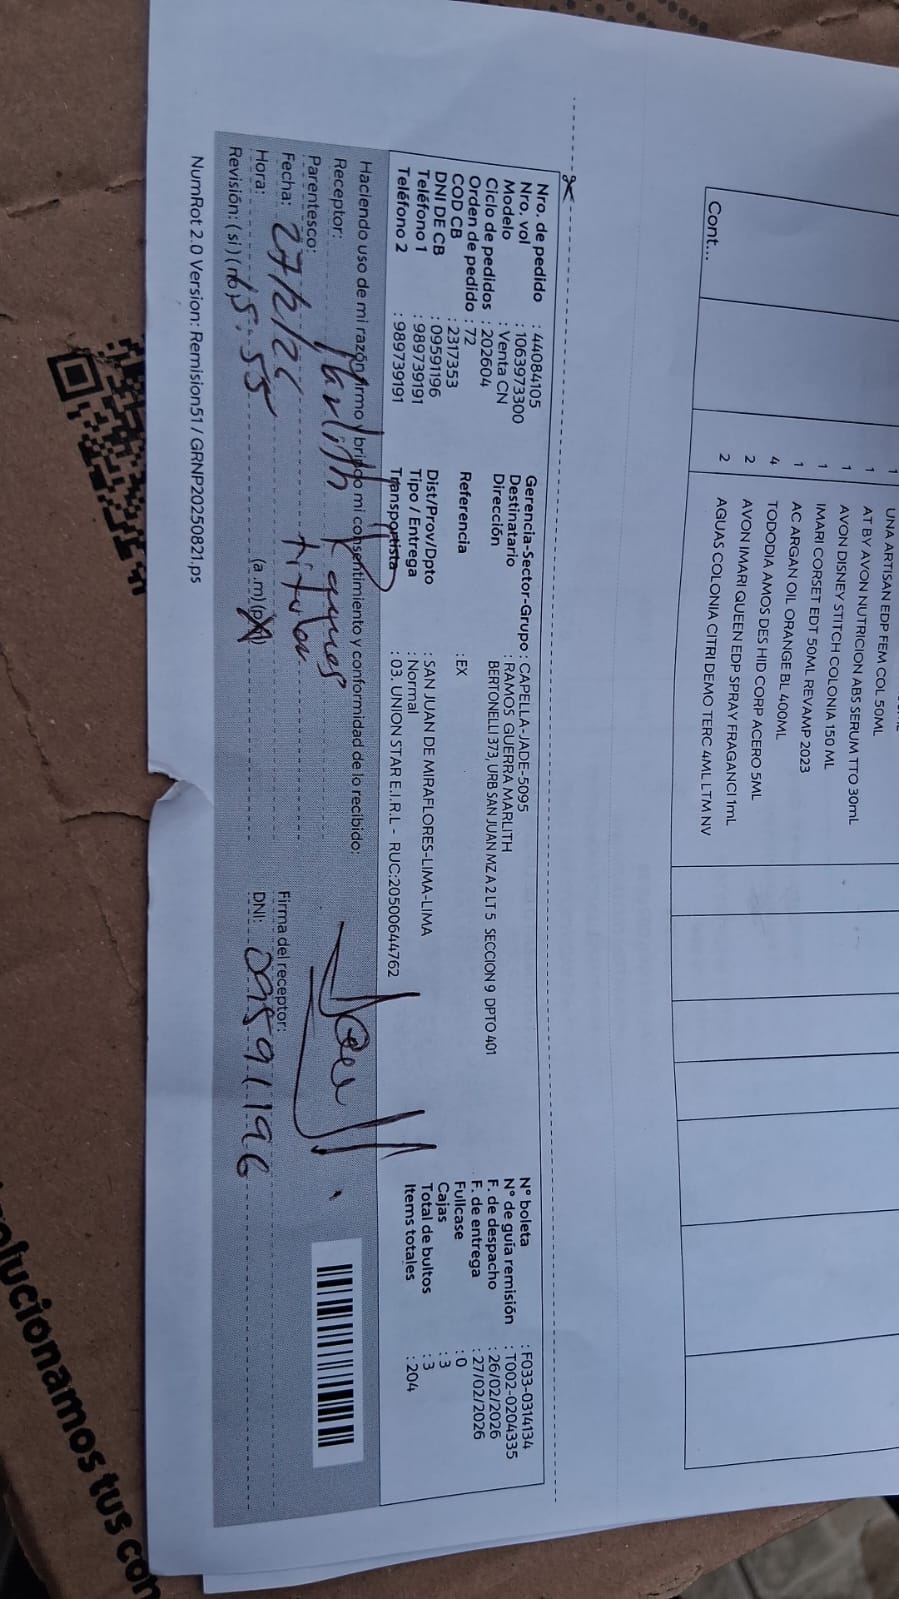 UNA ARTISAN EDP FEM COL 50ML
1 AT BY AVON NUTRICION ABS SERUM TTO 30mL
1 AVON DISNEY STITCH COLONIA 150 ML
1 IMARI CORSET EDT 50ML REVAMP 2023
1 AC ARGAN OIL ORANGE BL 400ML
4 TODODIA AMOS DES HID CORP ACERO 5ML
2 AVON IMARI QUEEN EDP SPRAY FRAGANCI 1mL
2 AGUAS COLONIA CITRI DEMO TERC 4ML LTM NV
Cont...
Nro. de pedido : 44084105
Nro. vol : 1063973300
Modelo : Venta CN
Ciclo de pedidos : 202604
Orden de pedido : 72
COD CB : 2317353
DNI DE CB : 09591196
Teléfono 1 : 989739191
Teléfono 2 : 989739191
Gerencia-Sector-Grupo : CAPELLA-JADE-5095
Destinatario : RAMOS GUERRA MARLITH
Dirección BERTONELLI 373, URB SAN JUAN MZ A 2 LT 5 SECCION 9 DPTO 401
Referencia : EX
Dist/Prov/Dpto : SAN JUAN DE MIRAFLORES-LIMA-LIMA
Tipo / Entrega : Normal
Transportista : 03. UNION STAR E.I.R.L - RUC:20500644762
N° boleta : F033-0314134
N° de guía remisión : T002-0204335
F. de despacho : 26/02/2026
F. de entrega : 27/02/2026
Fullcase : 0
Cajas : 3
Total de bultos : 3
Items totales : 204
Haciendo uso de mi razón firmo y brindo mi consentimiento y conformidad de lo recibido:
Receptor: Marlith
Parentesco: titular
Fecha: 27/2/26
Hora: 5:55 (a.m) (p.m)
Revisión: (si) (no)
Firma del receptor:
DNI: 09591196
NumRot 2.0 Version: Remision51 / GRNP20250821.ps
solucionamos tus con